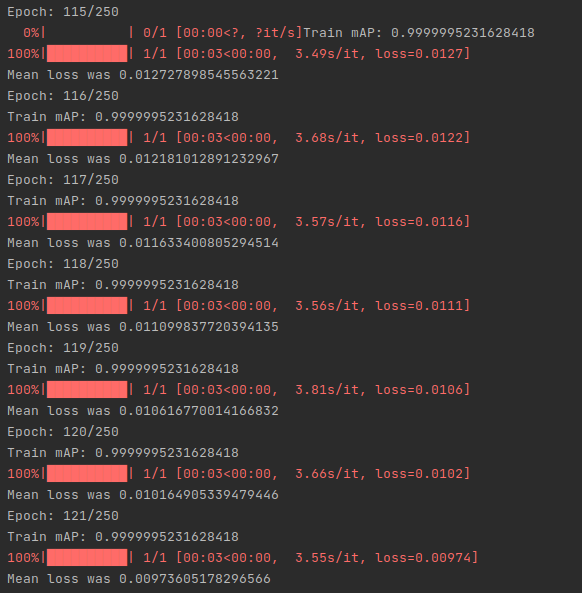 Epoch: 115/250
  0%|          | 0/1 [00:00<?, ?it/s]Train mAP: 0.9999995231628418
100%|██████████| 1/1 [00:03<00:00,  3.49s/it, loss=0.0127]
Mean loss was 0.012727898545563221
Epoch: 116/250
Train mAP: 0.9999995231628418
100%|██████████| 1/1 [00:03<00:00,  3.68s/it, loss=0.0122]
Mean loss was 0.012181012891232967
Epoch: 117/250
Train mAP: 0.9999995231628418
100%|██████████| 1/1 [00:03<00:00,  3.57s/it, loss=0.0116]
Mean loss was 0.011633400805294514
Epoch: 118/250
Train mAP: 0.9999995231628418
100%|██████████| 1/1 [00:03<00:00,  3.56s/it, loss=0.0111]
Mean loss was 0.011099837720394135
Epoch: 119/250
Train mAP: 0.9999995231628418
100%|██████████| 1/1 [00:03<00:00,  3.81s/it, loss=0.0106]
Mean loss was 0.010616770014166832
Epoch: 120/250
Train mAP: 0.9999995231628418
100%|██████████| 1/1 [00:03<00:00,  3.66s/it, loss=0.0102]
Mean loss was 0.010164905339479446
Epoch: 121/250
Train mAP: 0.9999995231628418
100%|██████████| 1/1 [00:03<00:00,  3.55s/it, loss=0.00974]
Mean loss was 0.00973605178296566